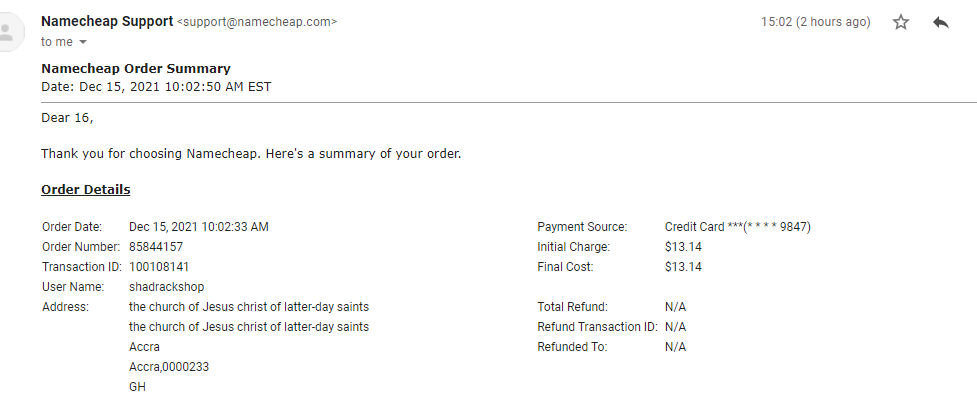 Namecheap Support <support@namecheap.com>
15:02 (2 hours ago)
to me
Namecheap Order Summary
Date: Dec 15, 2021 10:02:50 AM EST
Dear 16,
Thank you for choosing Namecheap. Here's a summary of your order.
Order Details
Order Date: Dec 15, 2021 10:02:33 AM
Order Number: 85844157
Transaction ID: 100108141
User Name: shadrackshop
Address: the church of Jesus christ of latter-day saints
the church of Jesus christ of latter-day saints
Accra
Accra,0000233
GH
Payment Source: Credit Card ***(* * * * 9847)
Initial Charge: $13.14
Final Cost: $13.14
Total Refund: N/A
Refund Transaction ID: N/A
Refunded To: N/A